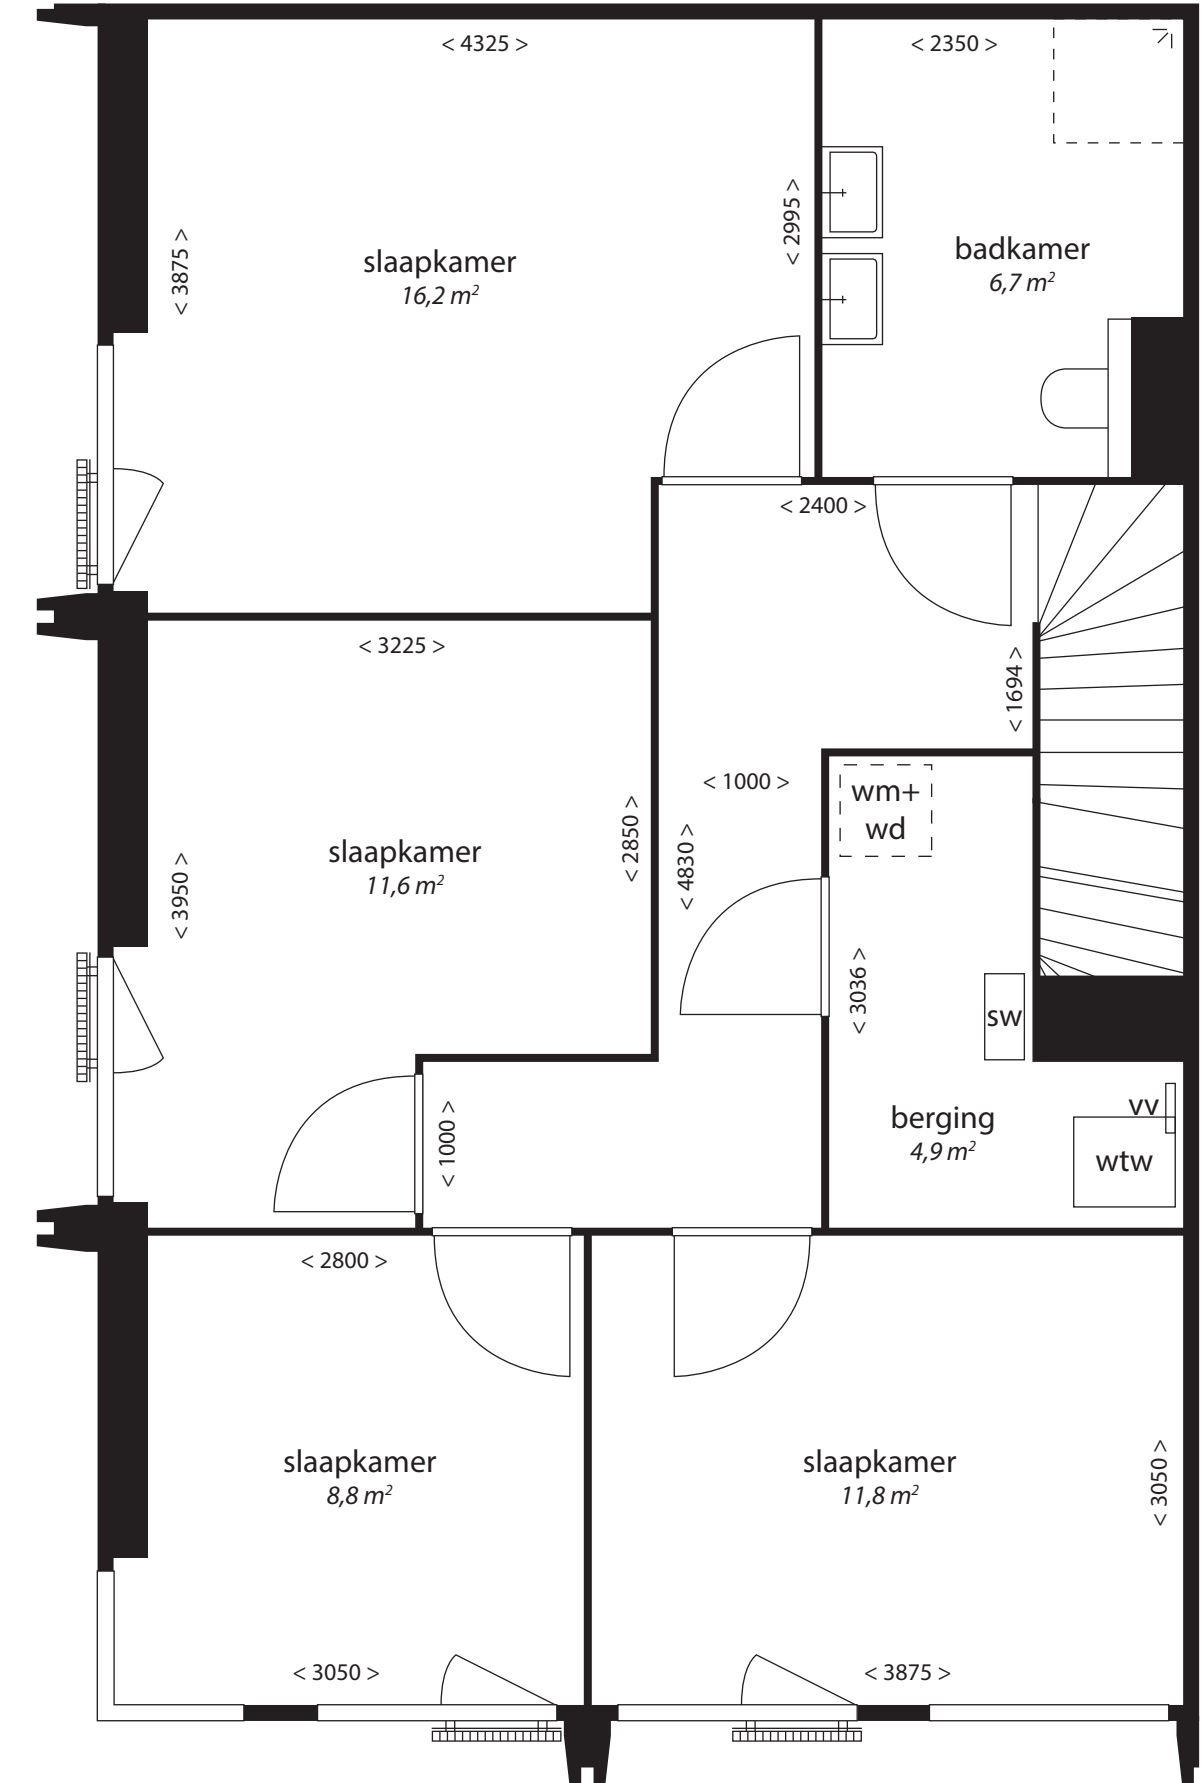 < 4325 >
< 2350 >
< 2995 >
< 3875 >
slaapkamer
16,2 m²
badkamer
6,7 m²
< 2400 >
< 3225 >
< 1694 >
< 1000 >
wm+
wd
slaapkamer
11,6 m²
< 2850 >
< 4830 >
< 3950 >
< 3036 >
sw
berging
4,9 m²
vv
wtw
< 1000 >
< 2800 >
slaapkamer
8,8 m²
slaapkamer
11,8 m²
< 3050 >
< 3050 >
< 3875 >